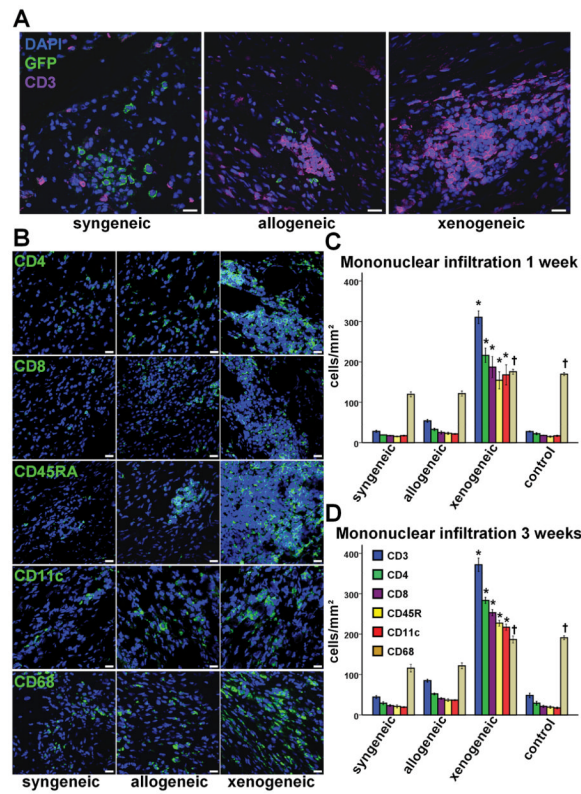 A
DAPI
GFP
CD3
syngeneic allogeneic xenogeneic
B
CD4
CD8
CD45RA
CD11c
CD68
syngeneic allogeneic xenogeneic
C
Mononuclear infiltration 1 week
cells/mm²
400
300
200
100
0
* * * * * † †
syngeneic allogeneic xenogeneic control
D
Mononuclear infiltration 3 weeks
cells/mm²
400
300
200
100
0
CD3
CD4
CD8
CD45R
CD11c
CD68
* * * * * † †
syngeneic allogeneic xenogeneic control